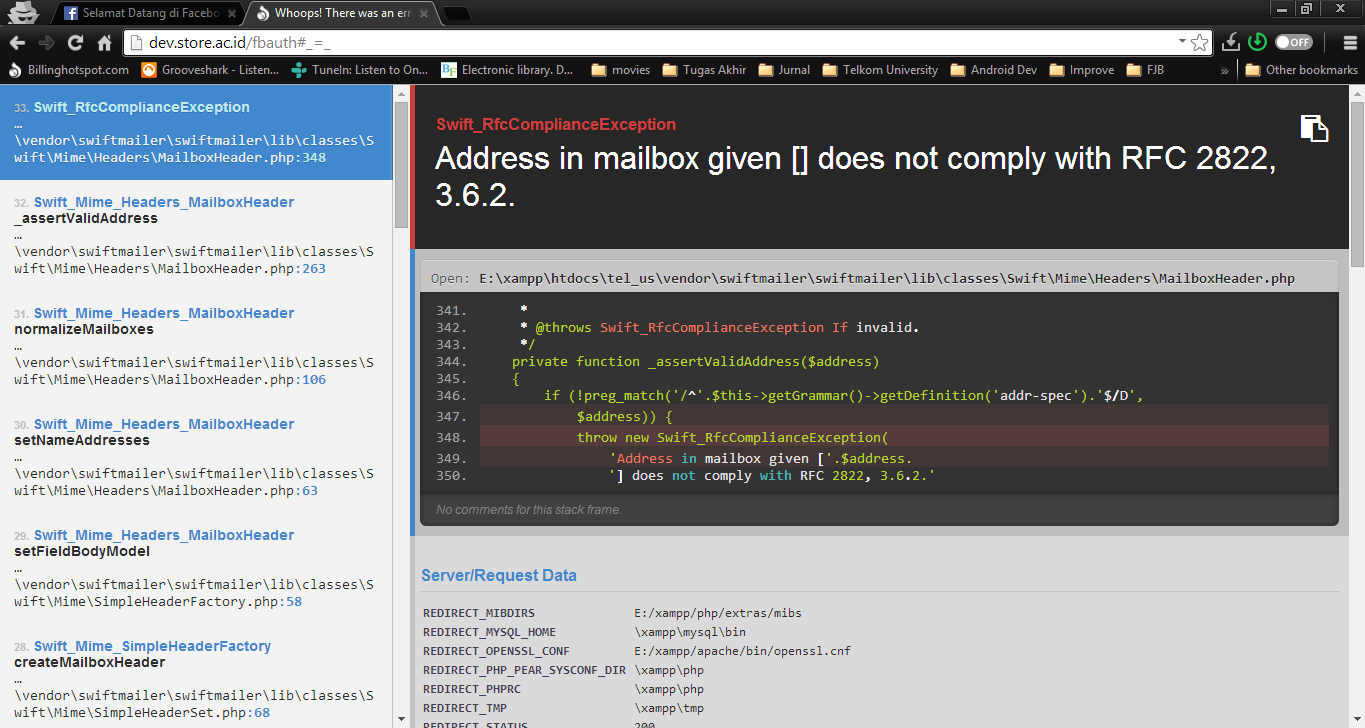 Selamat Datang di Facebo
Whoops! There was an err
dev.store.ac.id/fbauth#_=_
OFF
Billinghotspot.com
Grooveshark - Listen...
TuneIn: Listen to On...
Electronic library. D...
movies
Tugas Akhir
Jurnal
Telkom University
Android Dev
Improve
FJB
»
Other bookmarks
33. Swift_RfcComplianceException
…
\vendor\swiftmailer\swiftmailer\lib\classes\S
wift\Mime\Headers\MailboxHeader.php:348
32. Swift_Mime_Headers_MailboxHeader
_assertValidAddress
…
\vendor\swiftmailer\swiftmailer\lib\classes\S
wift\Mime\Headers\MailboxHeader.php:263
31. Swift_Mime_Headers_MailboxHeader
normalizeMailboxes
…
\vendor\swiftmailer\swiftmailer\lib\classes\S
wift\Mime\Headers\MailboxHeader.php:106
30. Swift_Mime_Headers_MailboxHeader
setNameAddresses
…
\vendor\swiftmailer\swiftmailer\lib\classes\S
wift\Mime\Headers\MailboxHeader.php:63
29. Swift_Mime_Headers_MailboxHeader
setFieldBodyModel
…
\vendor\swiftmailer\swiftmailer\lib\classes\S
wift\Mime\SimpleHeaderFactory.php:58
28. Swift_Mime_SimpleHeaderFactory
createMailboxHeader
…
\vendor\swiftmailer\swiftmailer\lib\classes\S
wift\Mime\SimpleHeaderSet.php:68
Swift_RfcComplianceException
Address in mailbox given [] does not comply with RFC 2822,
3.6.2.
Open: E:\xampp\htdocs\tel_us\vendor\swiftmailer\swiftmailer\lib\classes\Swift\Mime\Headers\MailboxHeader.php
341. *
342. * @throws Swift_RfcComplianceException If invalid.
343. */
344. private function _assertValidAddress($address)
345. {
346. if (!preg_match('/^'.$this->getGrammar()->getDefinition('addr-spec').'$/D',
347. $address)) {
348. throw new Swift_RfcComplianceException(
349. 'Address in mailbox given ['.$address.
350. '] does not comply with RFC 2822, 3.6.2.'
No comments for this stack frame.
Server/Request Data
REDIRECT_MIBDIRS E:/xampp/php/extras/mibs
REDIRECT_MYSQL_HOME \xampp\mysql\bin
REDIRECT_OPENSSL_CONF E:/xampp/apache/bin/openssl.cnf
REDIRECT_PHP_PEAR_SYSCONF_DIR \xampp\php
REDIRECT_PHPRC \xampp\php
REDIRECT_TMP \xampp\tmp
REDIRECT_STATUS 200